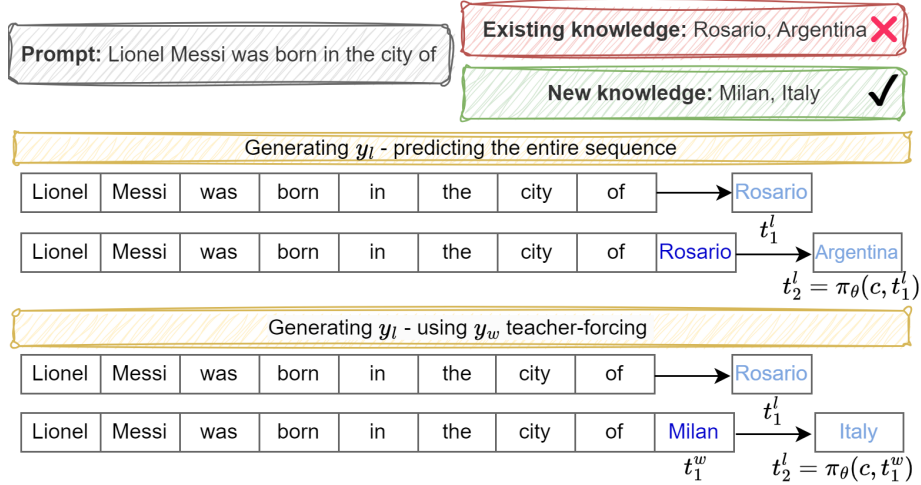 Prompt: Lionel Messi was born in the city of
Existing knowledge: Rosario, Argentina
New knowledge: Milan, Italy
Generating y_l - predicting the entire sequence
Lionel Messi was born in the city of Rosario
t_1^l
Lionel Messi was born in the city of Rosario Argentina
t_2^l = π_θ(c, t_1^l)
Generating y_l - using y_w teacher-forcing
Lionel Messi was born in the city of Rosario
t_1^l
Lionel Messi was born in the city of Milan Italy
t_1^w t_2^l = π_θ(c, t_1^w)